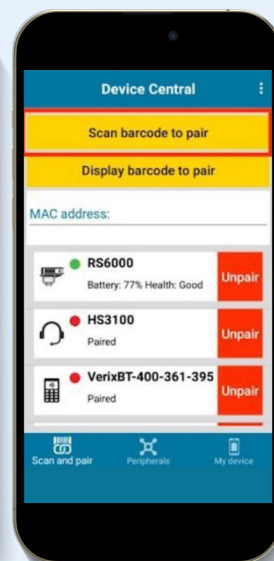 Device Central
Scan barcode to pair
Display barcode to pair
MAC address:
RS6000
Battery: 77% Health: Good
Unpair
HS3100
Paired
Unpair
VerixBT-400-361-395
Paired
Unpair
Scan and pair
Peripherals
My device